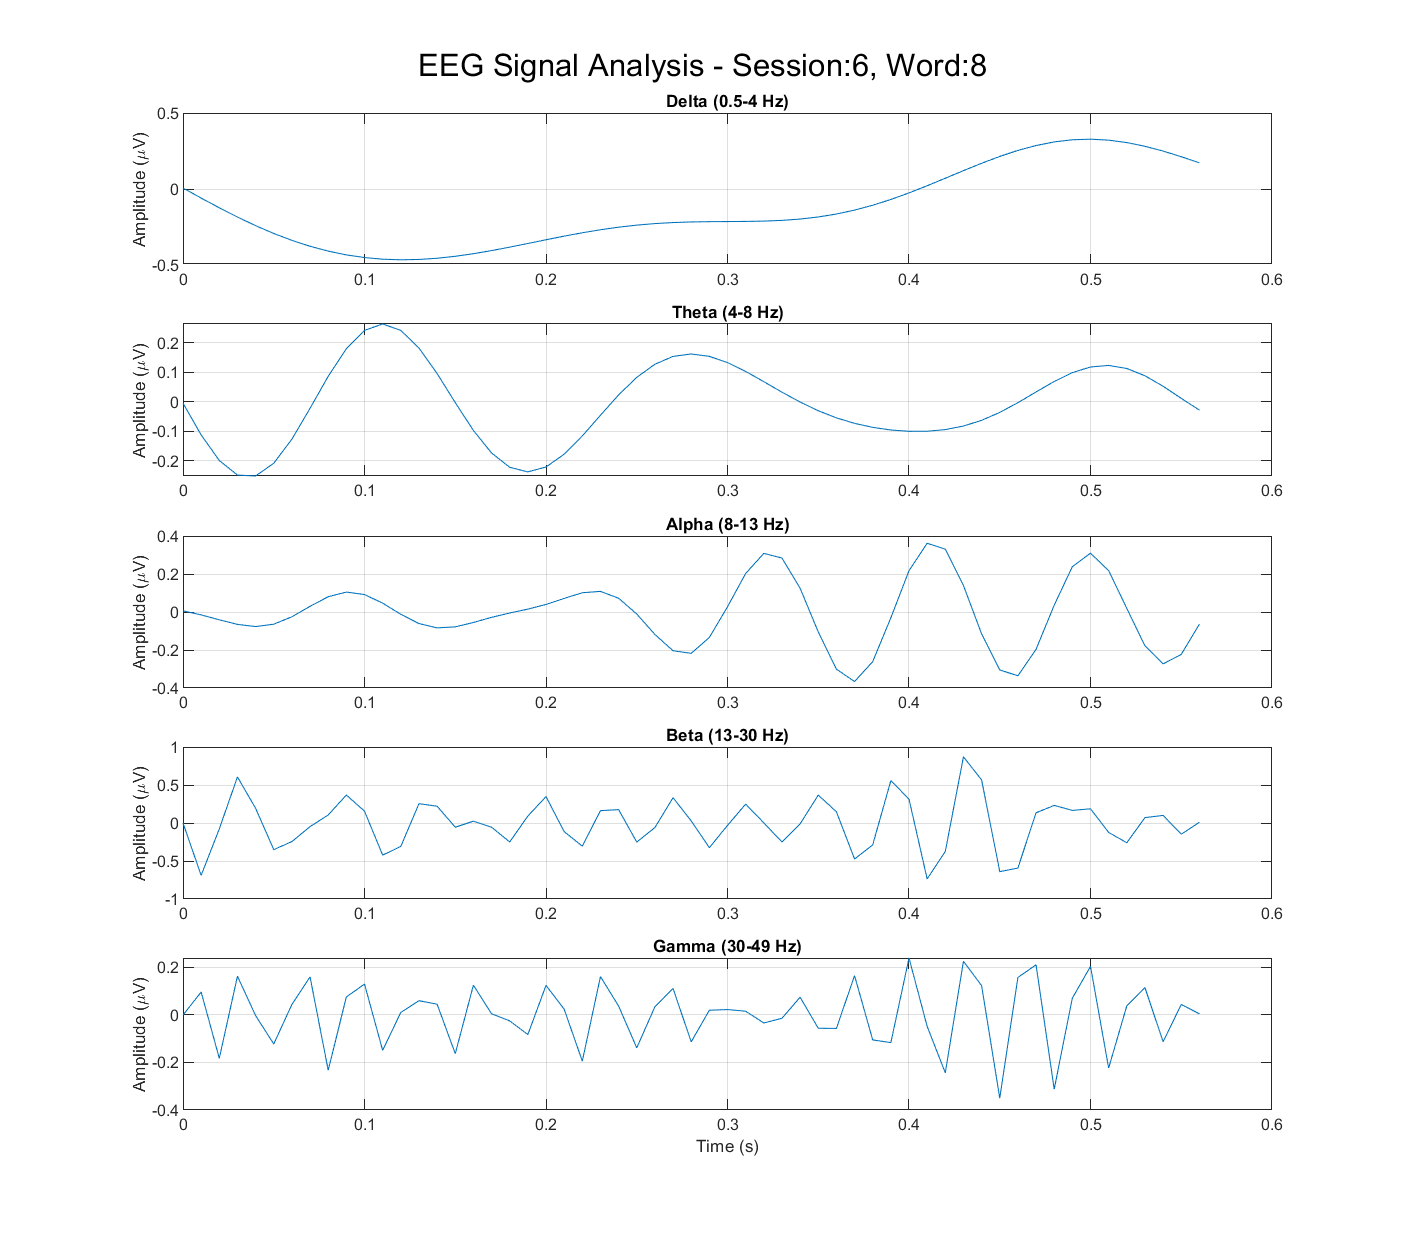 EEG Signal Analysis - Session:6, Word:8
Delta (0.5-4 Hz)
Amplitude (μV)
0.5
0
-0.5
0 0.1 0.2 0.3 0.4 0.5 0.6
Theta (4-8 Hz)
Amplitude (μV)
0.2
0.1
0
-0.1
-0.2
0 0.1 0.2 0.3 0.4 0.5 0.6
Alpha (8-13 Hz)
Amplitude (μV)
0.4
0.2
0
-0.2
-0.4
0 0.1 0.2 0.3 0.4 0.5 0.6
Beta (13-30 Hz)
Amplitude (μV)
1
0.5
0
-0.5
-1
0 0.1 0.2 0.3 0.4 0.5 0.6
Gamma (30-49 Hz)
Amplitude (μV)
0.2
0
-0.2
-0.4
0 0.1 0.2 0.3 0.4 0.5 0.6
Time (s)